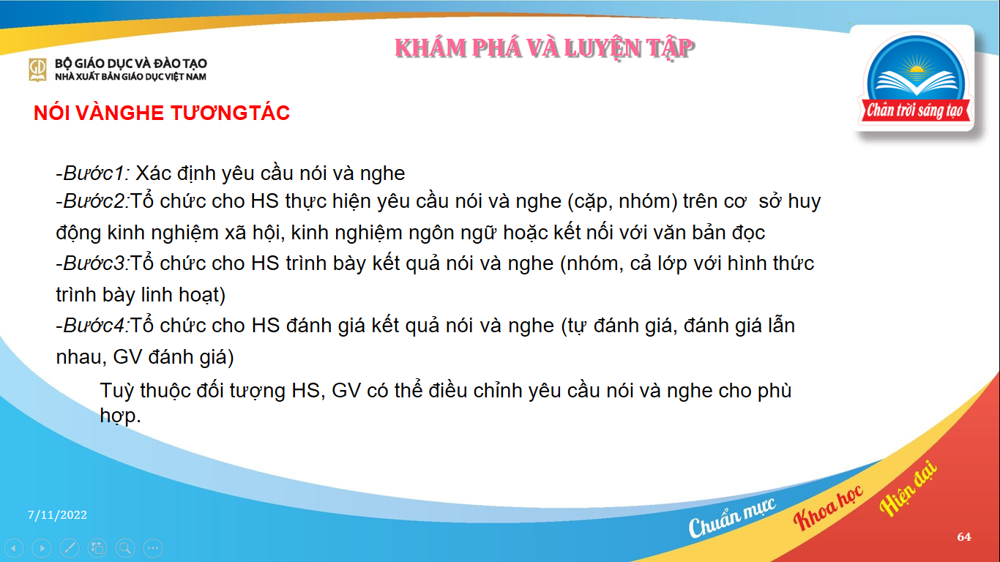 KHÁM PHÁ VÀ LUYỆN TẬP
BỘ GIÁO DỤC VÀ ĐÀO TẠO
NHÀ XUẤT BẢN GIÁO DỤC VIỆT NAM
Chân trời sáng tạo
NÓI VÀNGHE TƯƠNGTÁC
-Bước1: Xác định yêu cầu nói và nghe
-Bước2:Tổ chức cho HS thực hiện yêu cầu nói và nghe (cặp, nhóm) trên cơ sở huy
động kinh nghiệm xã hội, kinh nghiệm ngôn ngữ hoặc kết nối với văn bản đọc
-Bước3:Tổ chức cho HS trình bày kết quả nói và nghe (nhóm, cả lớp với hình thức
trình bày linh hoạt)
-Bước4:Tổ chức cho HS đánh giá kết quả nói và nghe (tự đánh giá, đánh giá lẫn
nhau, GV đánh giá)
Tuỳ thuộc đối tượng HS, GV có thể điều chỉnh yêu cầu nói và nghe cho phù
hợp.
7/11/2022
Chuẩn mực
Khoa học
Hiện đại
64